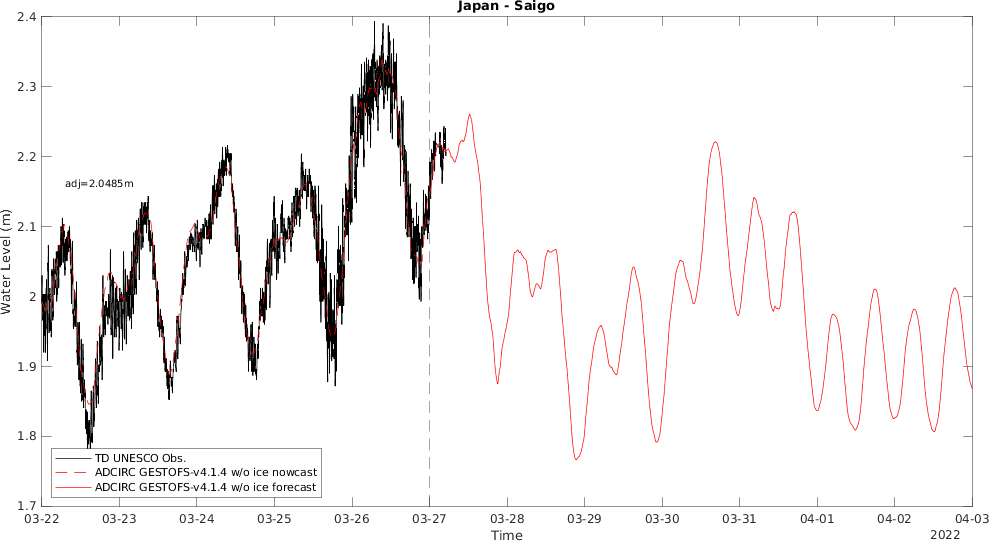 Japan - Saigo
2.4
2.3
2.2
2.1
2
1.9
1.8
1.7
Water Level (m)
adj=2.0485m
TD UNESCO Obs.
ADCIRC GESTOFS-v4.1.4 w/o ice nowcast
ADCIRC GESTOFS-v4.1.4 w/o ice forecast
03-22 03-23 03-24 03-25 03-26 03-27 03-28 03-29 03-30 03-31 04-01 04-02 04-03
Time
2022